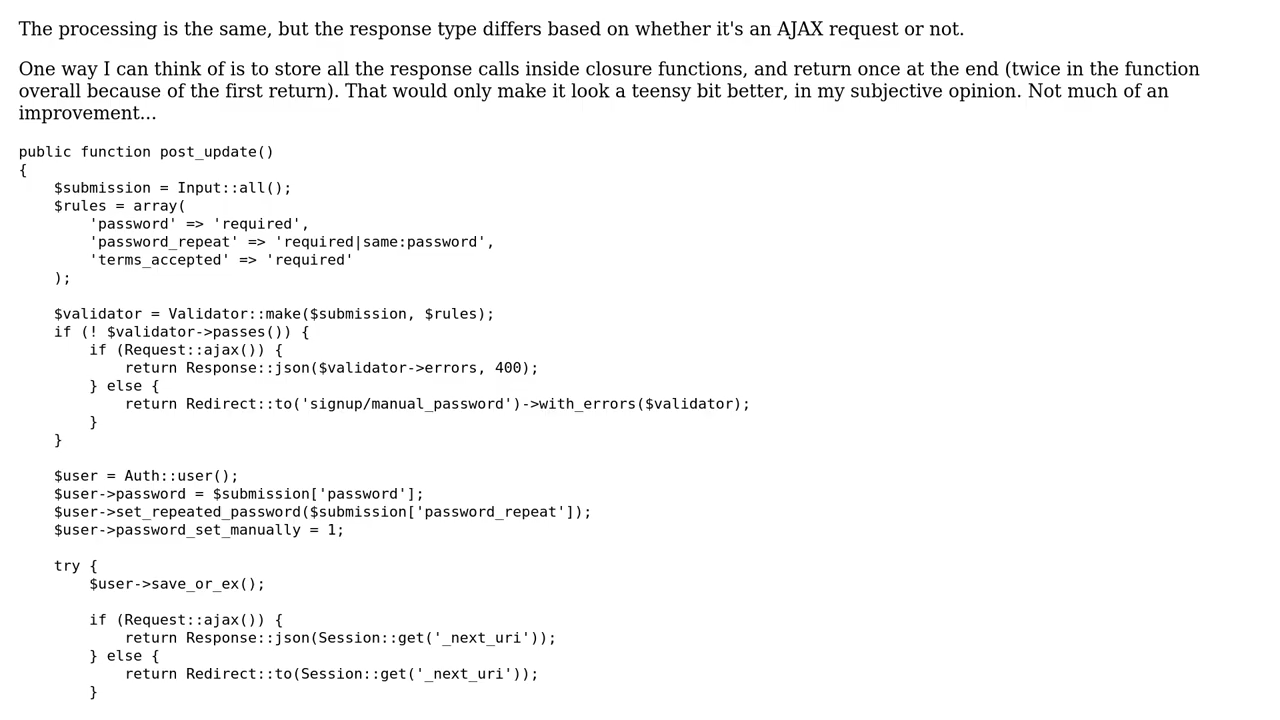 The processing is the same, but the response type differs based on whether it's an AJAX request or not.
One way I can think of is to store all the response calls inside closure functions, and return once at the end (twice in the function
overall because of the first return). That would only make it look a teensy bit better, in my subjective opinion. Not much of an
improvement...
public function post_update()
{
    $submission = Input::all();
    $rules = array(
        'password' => 'required',
        'password_repeat' => 'required|same:password',
        'terms_accepted' => 'required'
    );

    $validator = Validator::make($submission, $rules);
    if (! $validator->passes()) {
        if (Request::ajax()) {
            return Response::json($validator->errors, 400);
        } else {
            return Redirect::to('signup/manual_password')->with_errors($validator);
        }
    }

    $user = Auth::user();
    $user->password = $submission['password'];
    $user->set_repeated_password($submission['password_repeat']);
    $user->password_set_manually = 1;

    try {
        $user->save_or_ex();

        if (Request::ajax()) {
            return Response::json(Session::get('_next_uri'));
        } else {
            return Redirect::to(Session::get('_next_uri'));
        }